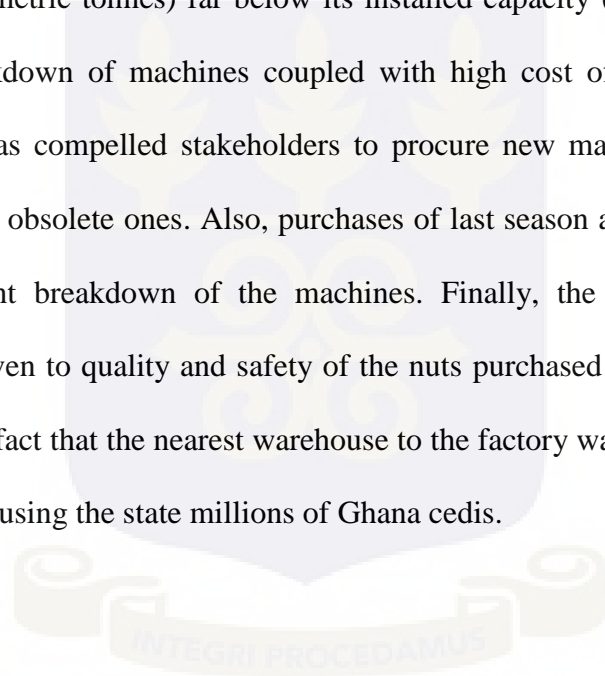 metric tonnes) far below its installed capacity (
kdown of machines coupled with high cost of
as compelled stakeholders to procure new ma
obsolete ones. Also, purchases of last season a
nt breakdown of the machines. Finally, the
ven to quality and safety of the nuts purchased
fact that the nearest warehouse to the factory wa
using the state millions of Ghana cedis.
INTEGRI PROCEDAMUS